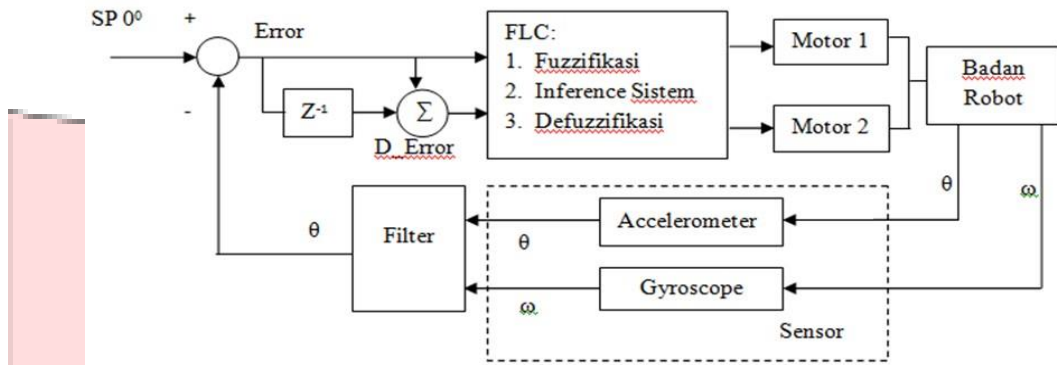 SP 0⁰
+
Error
-
Z⁻¹
Σ
D_Error
FLC:
1. Fuzzifikasi
2. Inference Sistem
3. Defuzzifikasi
Motor 1
Motor 2
Badan
Robot
θ
ω
Accelerometer
Gyroscope
Sensor
θ
ω
Filter
θ